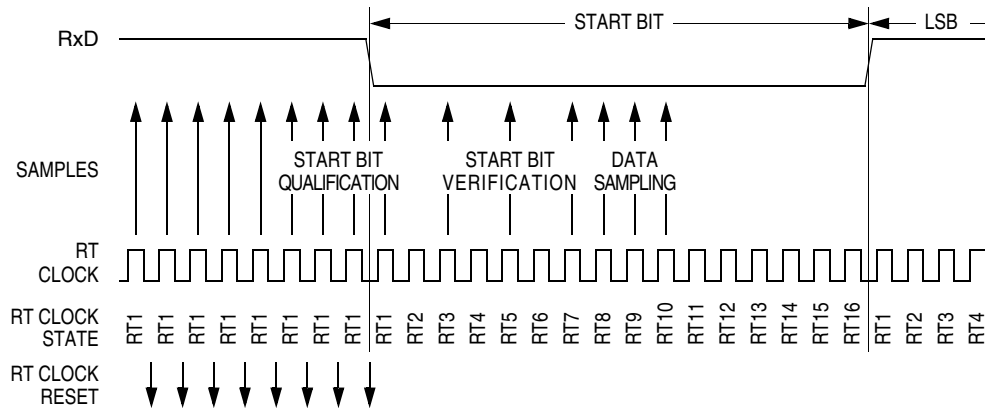 START BIT
LSB
RxD
SAMPLES
START BIT
QUALIFICATION
START BIT
VERIFICATION
DATA
SAMPLING
RT
CLOCK
RT CLOCK
STATE
RT1 RT1 RT1 RT1 RT1 RT1 RT1 RT1 RT1 RT2 RT3 RT4 RT5 RT6 RT7 RT8 RT9 RT10 RT11 RT12 RT13 RT14 RT15 RT16 RT1 RT2 RT3 RT4
RT CLOCK
RESET